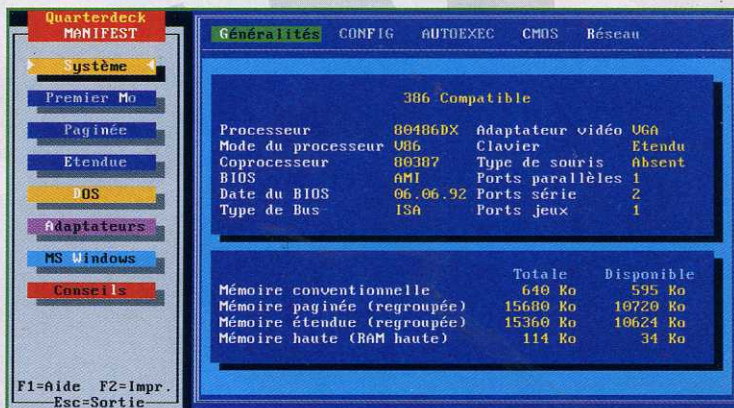 Quarterdeck
MANIFEST
Système
Premier Mo
Paginée
Etendue
DOS
Adaptateurs
MS Windows
Conseils
F1=Aide F2=Impr.
Esc=Sortie
Généralités CONFIG AUTOEXEC CMOS Réseau
386 Compatible
Processeur 80486DX Adaptateur vidéo VGA
Mode du processeur V86 Clavier Etendu
Coprocesseur 80387 Type de souris Absent
BIOS AMI Ports parallèles 1
Date du BIOS 06.06.92 Ports série 2
Type de Bus ISA Ports jeux 1
Totale Disponible
Mémoire conventionnelle 640 Ko 595 Ko
Mémoire paginée (regroupée) 15680 Ko 10720 Ko
Mémoire étendue (regroupée) 15360 Ko 10624 Ko
Mémoire haute (RAM haute) 114 Ko 34 Ko